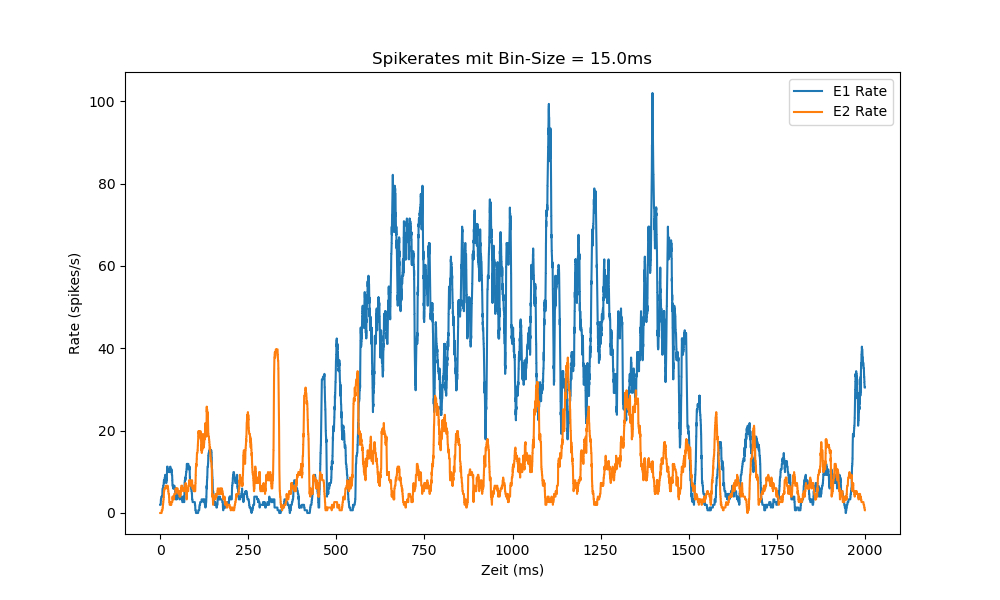 Spikerates mit Bin-Size = 15.0ms
E1 Rate
E2 Rate
100
80
60
40
20
0
Rate (spikes/s)
0 250 500 750 1000 1250 1500 1750 2000
Zeit (ms)